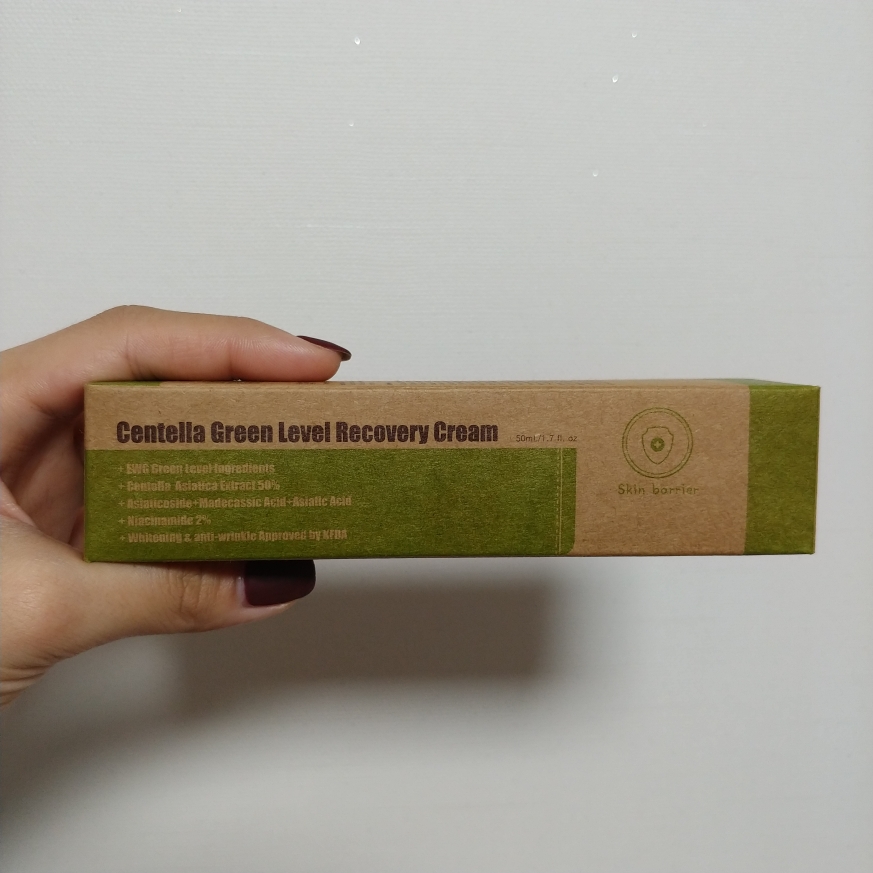 Centella Green Level Recovery Cream 50ml/1.7 fl. oz
+ EWG Green Level Ingredients
+ Centella Asiatica Extract 50%
+ Asiaticoside+Madecassic Acid+Asiatic Acid
+ Niacinamide 2%
+ Whitening & anti-wrinkle Approved by KFDA
Skin barrier